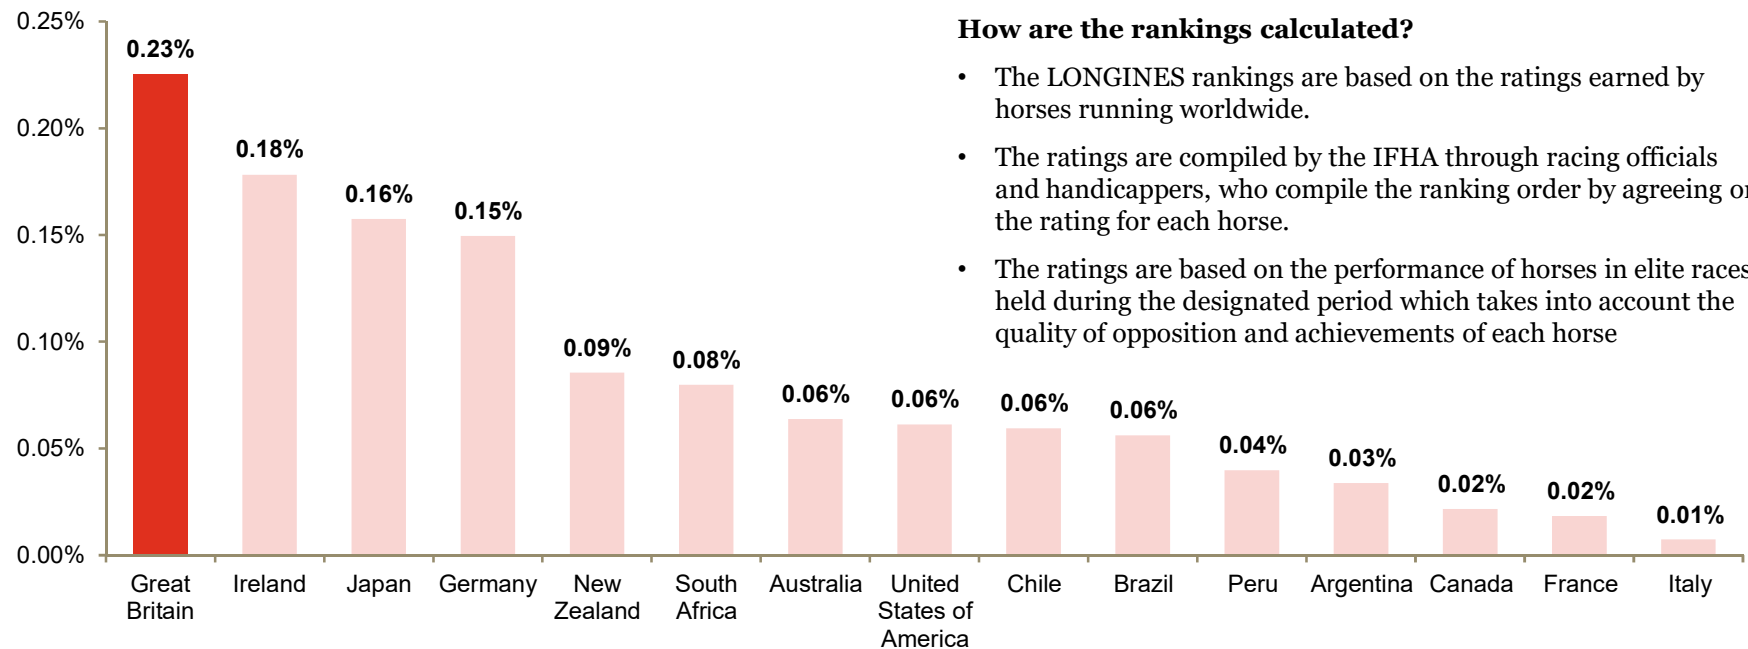 How are the rankings calculated?
• The LONGINES rankings are based on the ratings earned by
horses running worldwide.
• The ratings are compiled by the IFHA through racing officials
and handicappers, who compile the ranking order by agreeing on
the rating for each horse.
• The ratings are based on the performance of horses in elite races
held during the designated period which takes into account the
quality of opposition and achievements of each horse
0.25%
0.20%
0.15%
0.10%
0.05%
0.00%
0.23%
0.18%
0.16%
0.15%
0.09%
0.08%
0.06%
0.06%
0.06%
0.06%
0.04%
0.03%
0.02%
0.02%
0.01%
Great
Britain
Ireland
Japan
Germany
New
Zealand
South
Africa
Australia
United
States of
America
Chile
Brazil
Peru
Argentina
Canada
France
Italy